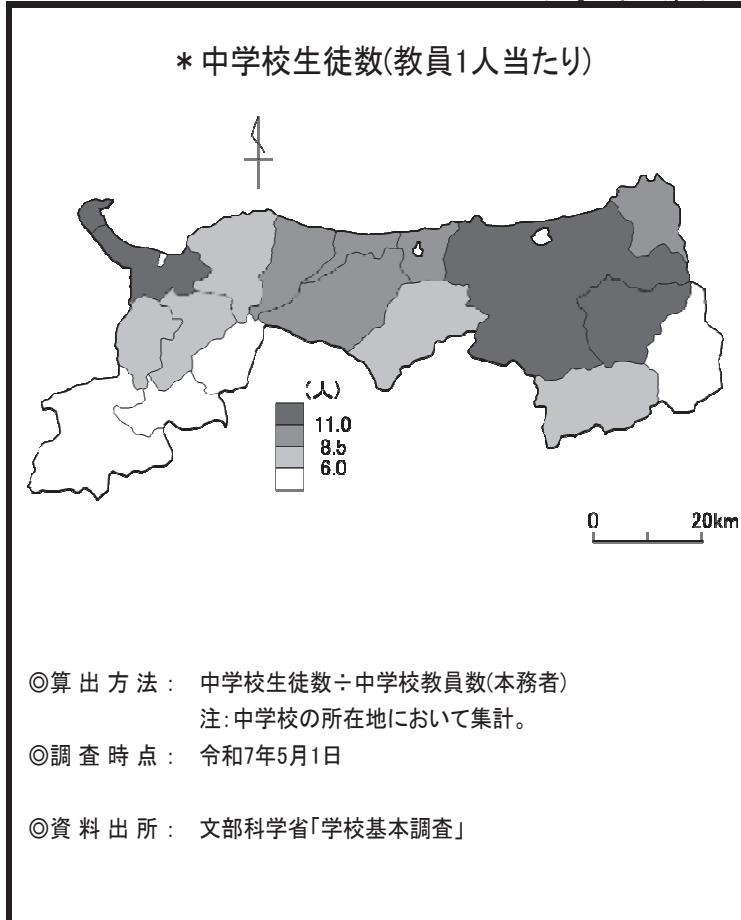 *中学校生徒数(教員1人当たり)
(人)
11.0
8.5
6.0
0 20km
◎算出方法: 中学校生徒数÷中学校教員数(本務者)
注:中学校の所在地において集計。
◎調査時点: 令和7年5月1日
◎資料出所: 文部科学省「学校基本調査」